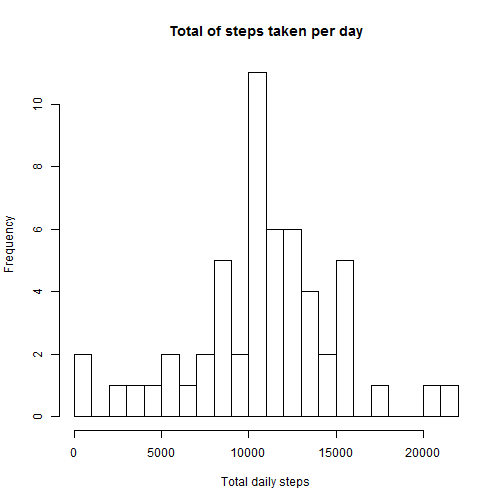 Total of steps taken per day
Frequency
10
8
6
4
2
0
0 5000 10000 15000 20000
Total daily steps